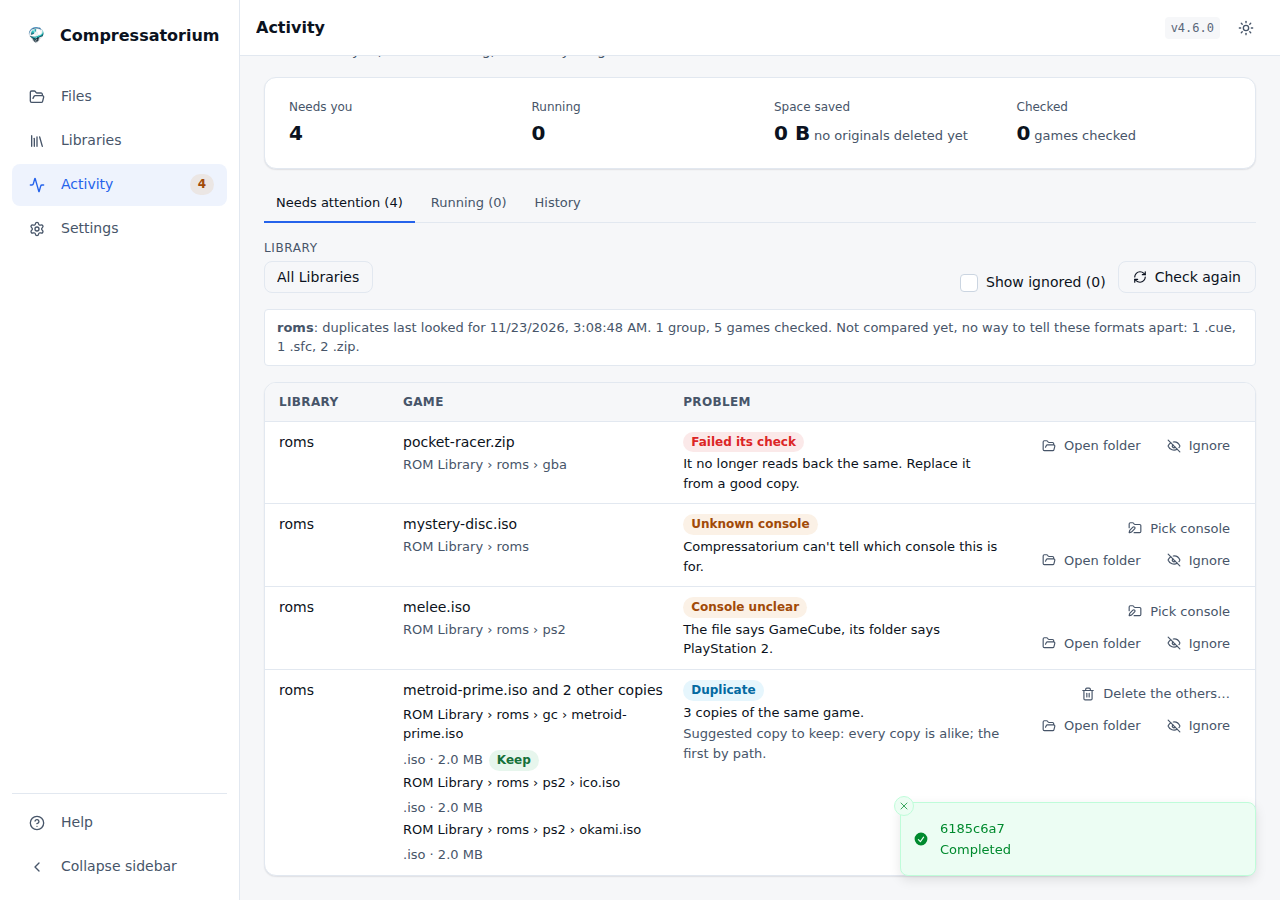 Compressatorium
Activity
v4.6.0
Files
Libraries
Activity
4
Settings
Needs you
4
Running
0
Space saved
0 B no originals deleted yet
Checked
0 games checked
Needs attention (4)
Running (0)
History
LIBRARY
All Libraries
Show ignored (0)
Check again
roms: duplicates last looked for 11/23/2026, 3:08:48 AM. 1 group, 5 games checked. Not compared yet, no way to tell these formats apart: 1 .cue,
1 .sfc, 2 .zip.
LIBRARY
GAME
PROBLEM
roms
pocket-racer.zip
ROM Library › roms › gba
Failed its check
It no longer reads back the same. Replace it
from a good copy.
Open folder
Ignore
roms
mystery-disc.iso
ROM Library › roms
Unknown console
Compressatorium can't tell which console this is
for.
Pick console
Open folder
Ignore
roms
melee.iso
ROM Library › roms › ps2
Console unclear
The file says GameCube, its folder says
PlayStation 2.
Pick console
Open folder
Ignore
roms
metroid-prime.iso and 2 other copies
ROM Library › roms › gc › metroid-
prime.iso
.iso · 2.0 MB Keep
ROM Library › roms › ps2 › ico.iso
.iso · 2.0 MB
ROM Library › roms › ps2 › okami.iso
.iso · 2.0 MB
Duplicate
3 copies of the same game.
Suggested copy to keep: every copy is alike; the
first by path.
Delete the others...
Open folder
Ignore
6185c6a7
Completed
Help
Collapse sidebar